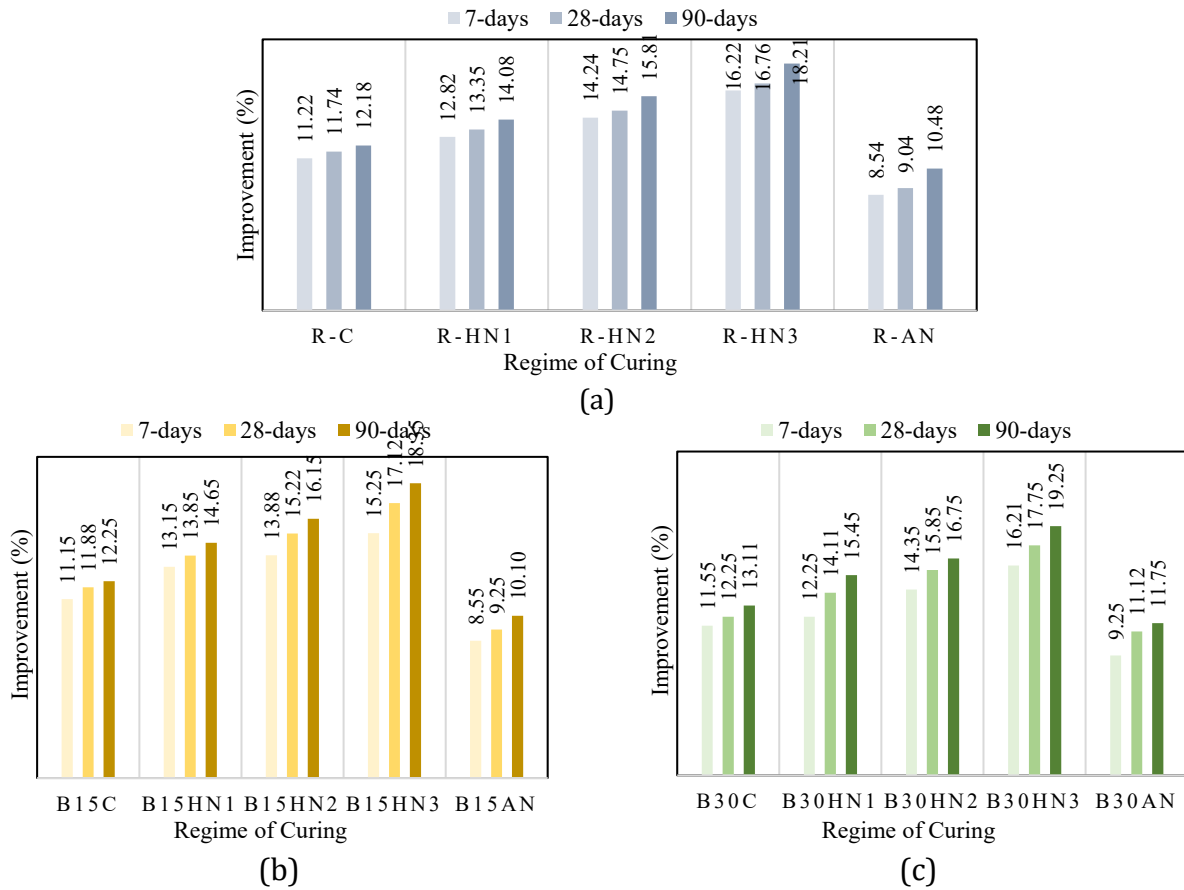 7-days 28-days 90-days
Improvement (%)
11.22 11.74 12.18 12.82 13.35 14.08 14.24 14.75 15.81 16.22 16.76 18.21 8.54 9.04 10.48
R-C R-HN1 R-HN2 R-HN3 R-AN
Regime of Curing
(a)
7-days 28-days 90-days
Improvement (%)
11.15 11.88 12.25 13.15 13.85 14.65 13.88 15.22 16.15 15.25 17.12 8.55 9.25 10.10
B15C B15HN1 B15HN2 B15HN3 B15AN
Regime of Curing
(b)
7-days 28-days 90-days
Improvement (%)
11.55 12.25 13.11 12.25 14.11 15.45 14.35 15.85 16.75 16.21 17.75 19.25 9.25 11.12 11.75
B30C B30HN1 B30HN2 B30HN3 B30AN
Regime of Curing
(c)